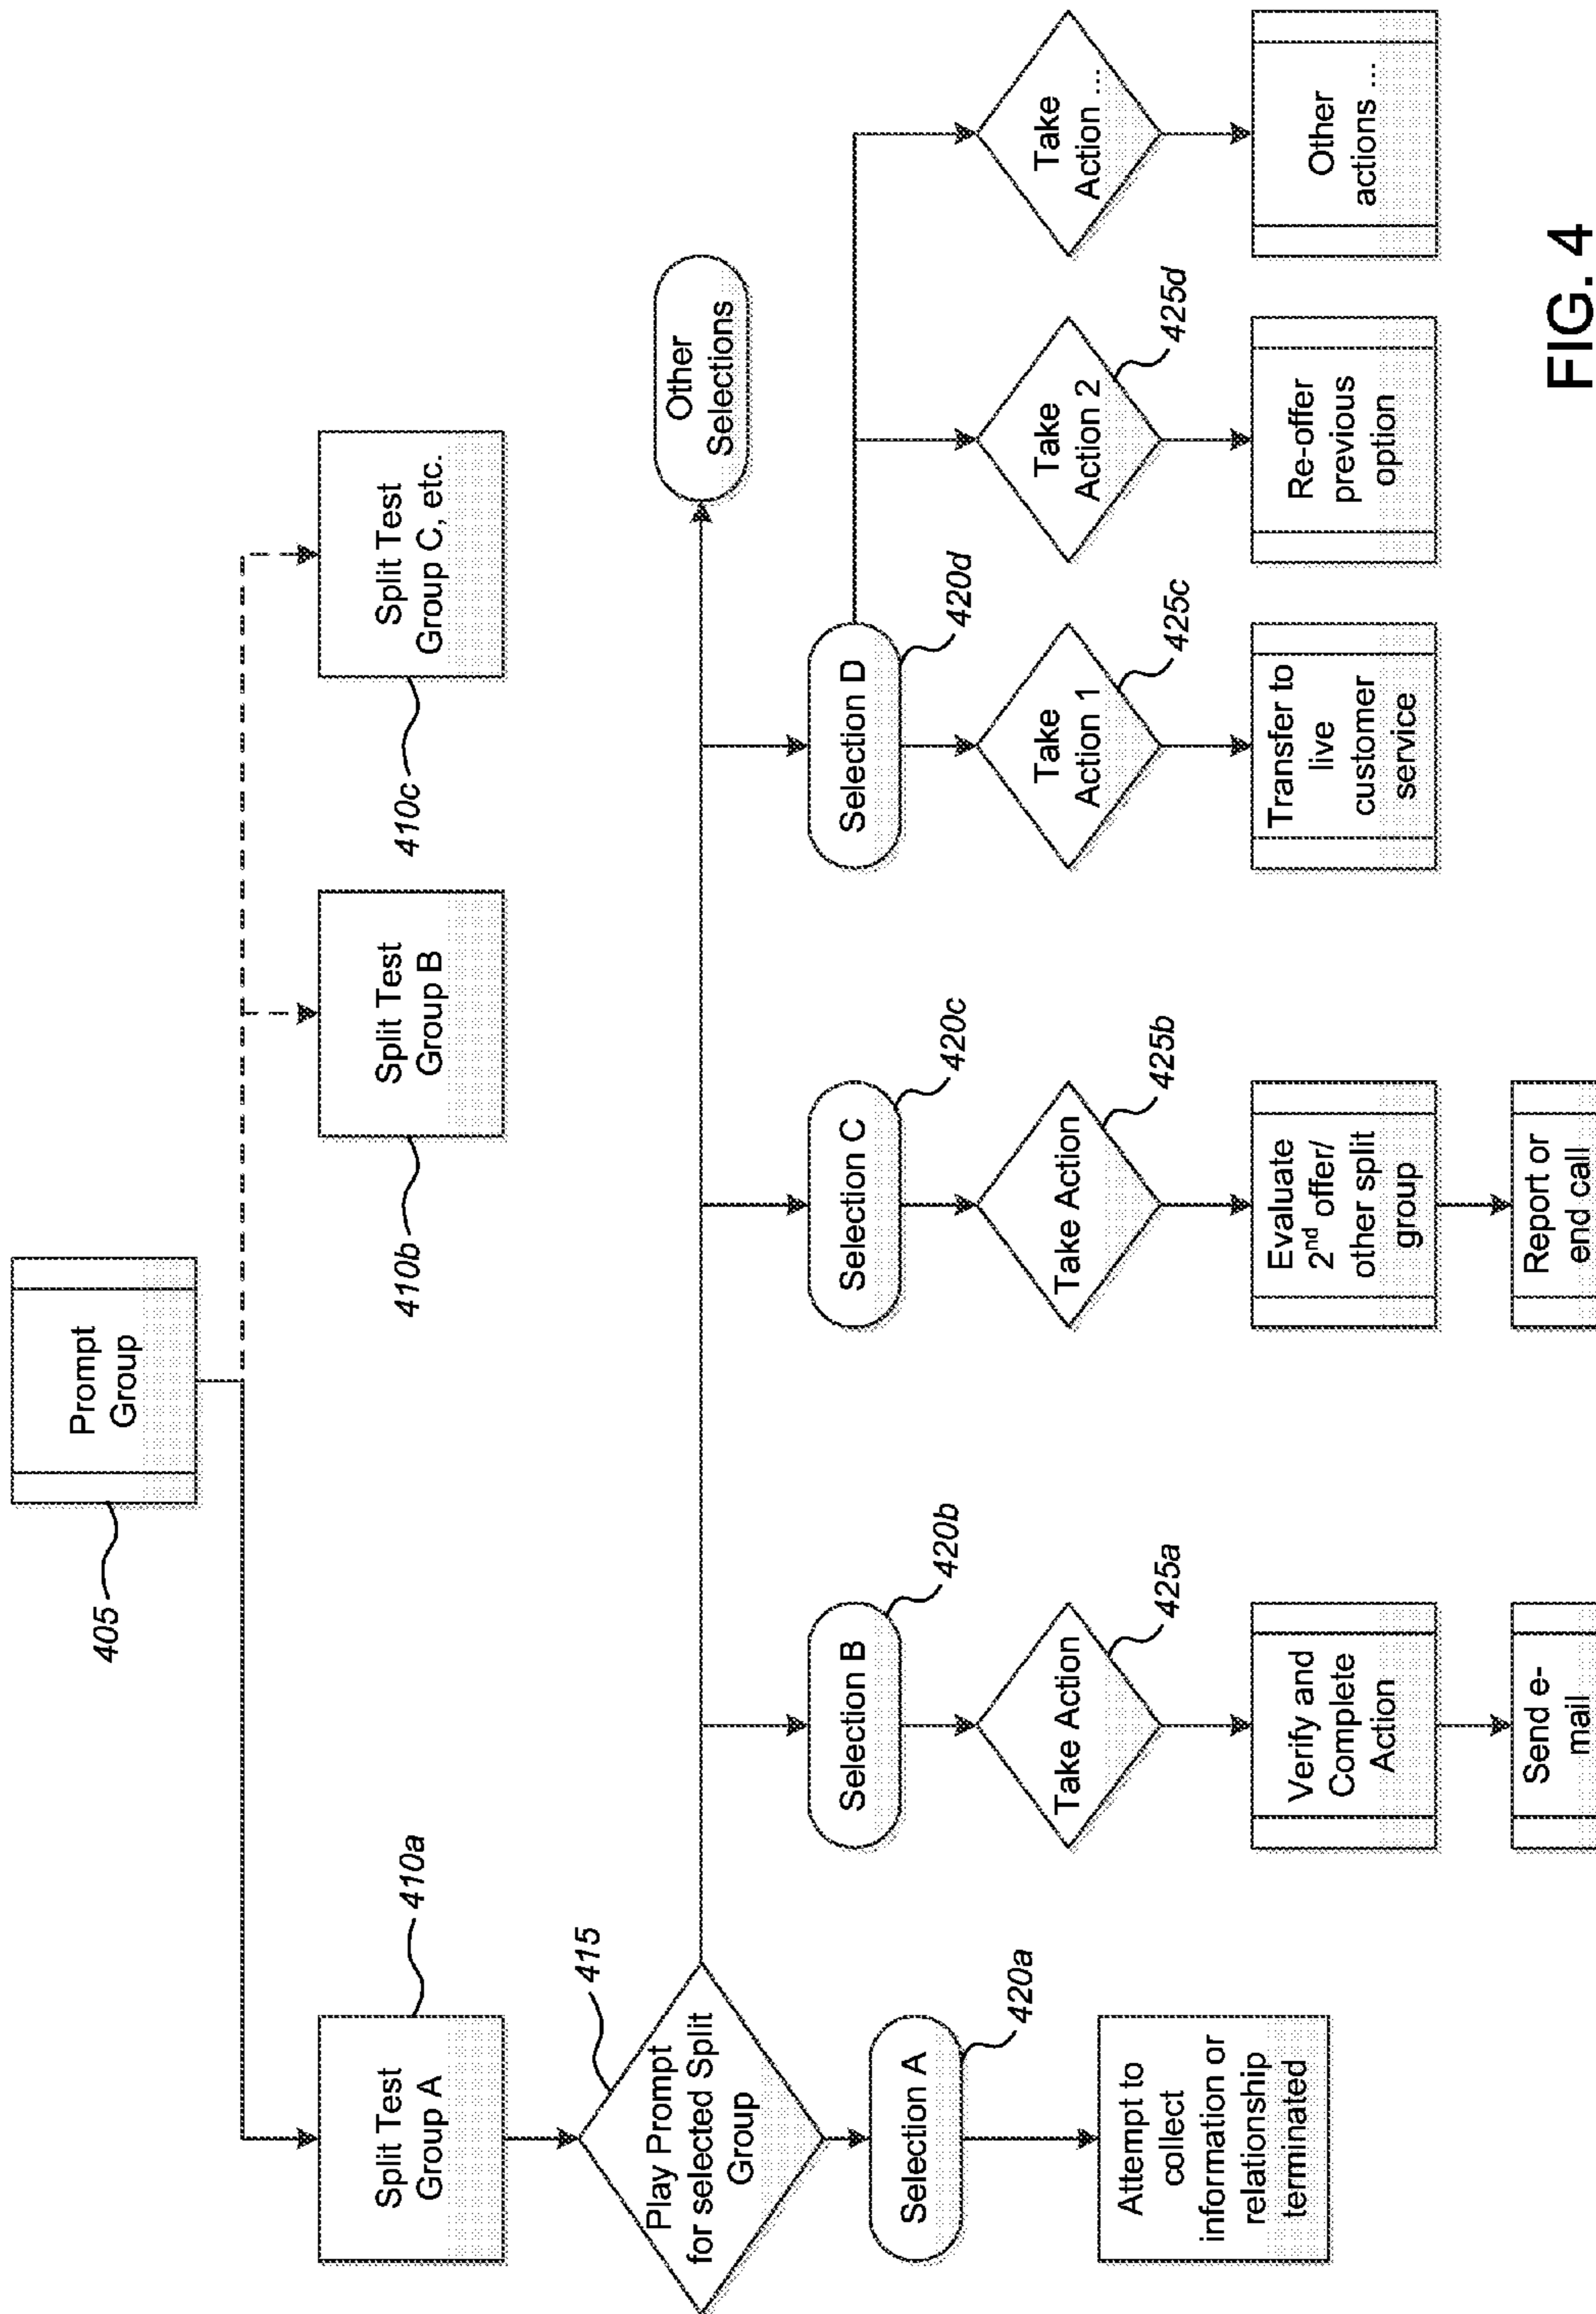 Prompt
Group
405
Split Test
Group A
410a
Split Test
Group B
410b
Split Test
Group C, etc.
410c
Play Prompt
for selected Split
Group
415
Other
Selections
Selection A
420a
Selection B
420b
Selection C
420c
Selection D
420d
Attempt to
collect
information or
relationship
terminated
Take Action
425a
Take Action
425b
Take
Action 1
425c
Take
Action 2
425d
Take
Action ...
Verify and
Complete
Action
Evaluate
2nd offer/
other split
group
Transfer to
live
customer
service
Re-offer
previous
option
Other
actions ...
Send e-
mail
Report or
end call
FIG. 4